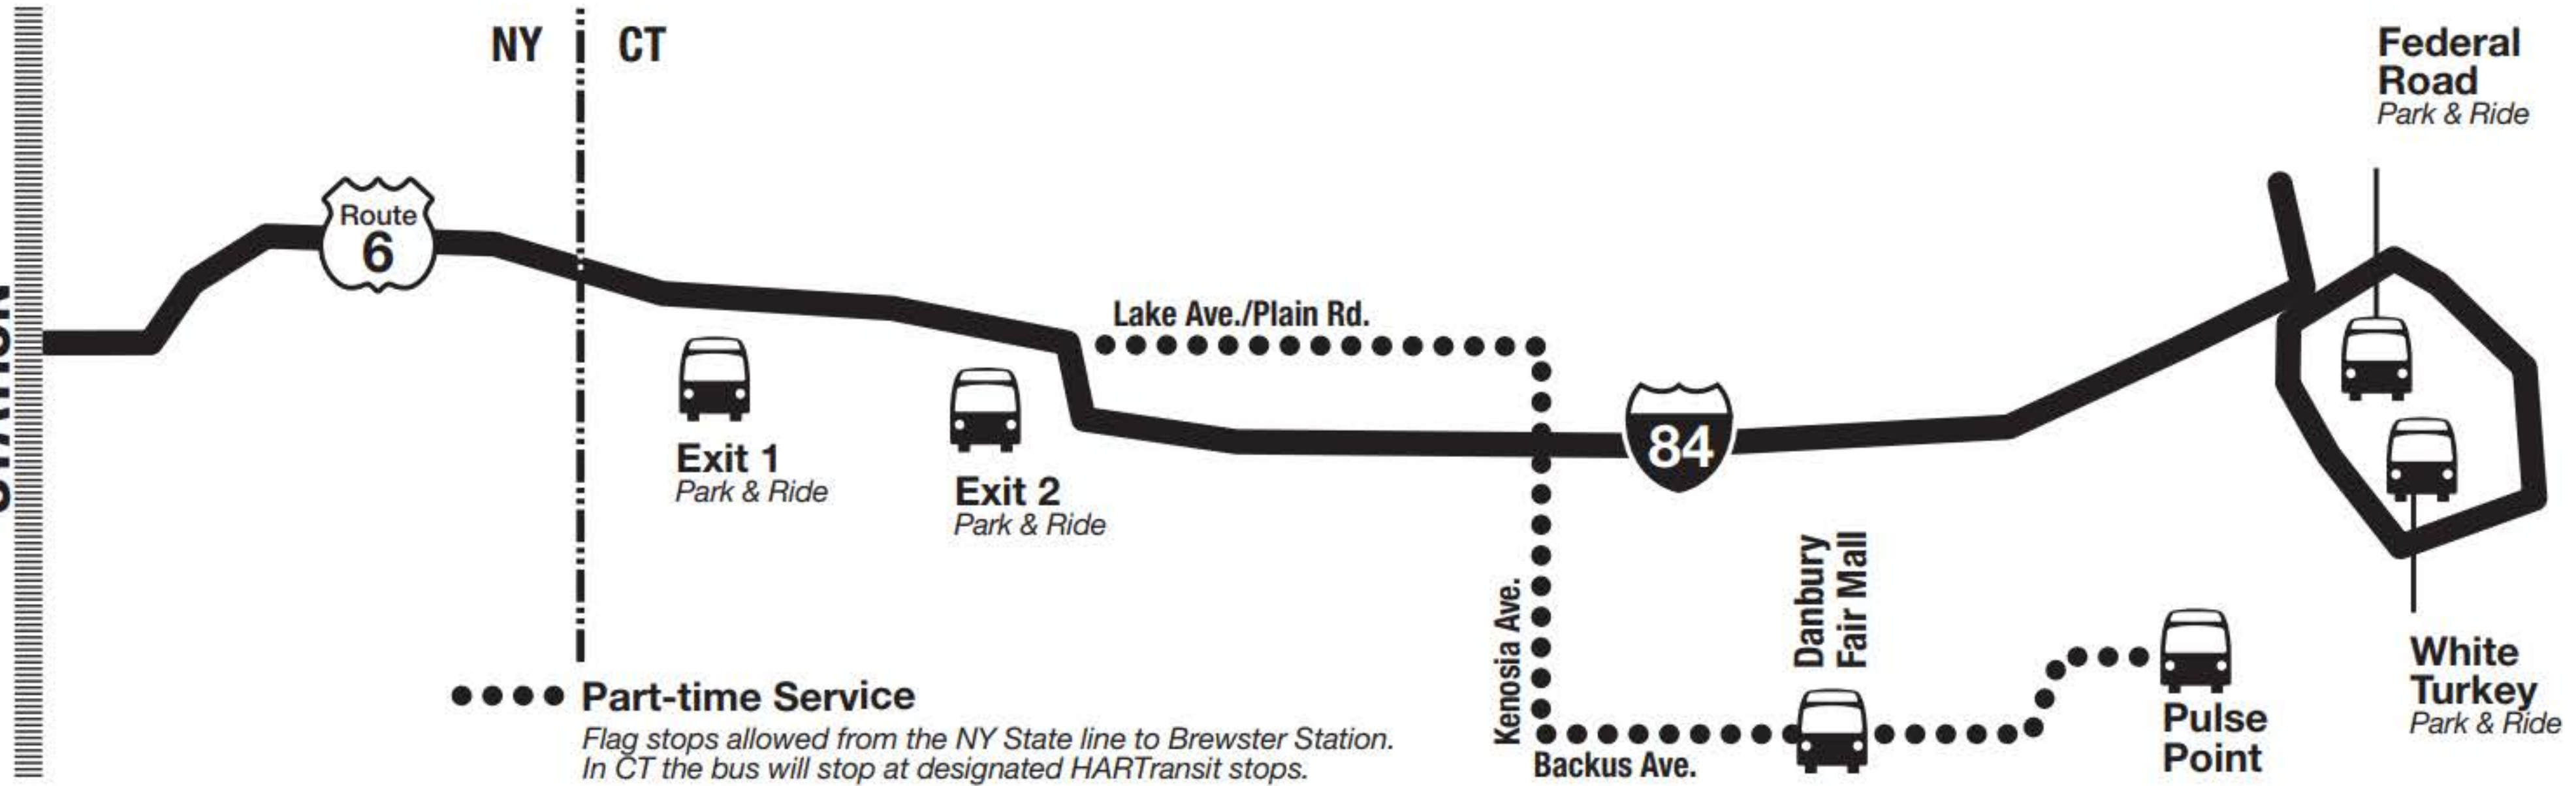 NY
CT
Federal
Road
Park & Ride
Route
6
Lake Ave./Plain Rd.
84
Exit 1
Park & Ride
Exit 2
Park & Ride
Danbury
Fair Mall
Kenosia Ave.
White
Turkey
Park & Ride
Pulse
Point
Part-time Service
Flag stops allowed from the NY State line to Brewster Station.
In CT the bus will stop at designated HARTransit stops.
Backus Ave.